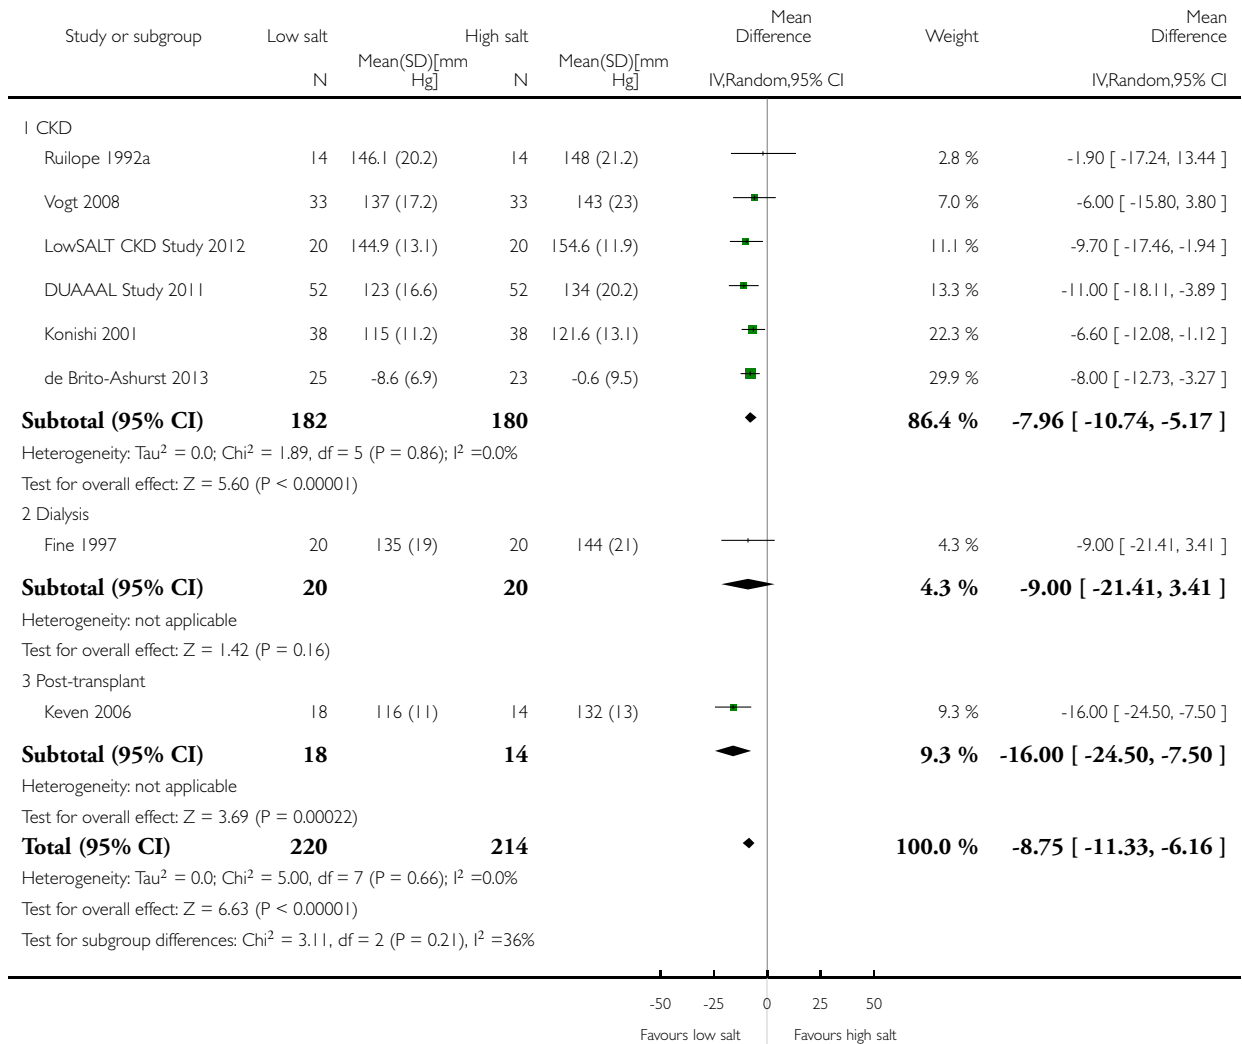 Study or subgroup Low salt High salt Mean Difference Weight Mean Difference
N Mean(SD)[mm Hg] N Mean(SD)[mm Hg] IV,Random,95% CI IV,Random,95% CI
1 CKD
Ruilope 1992a 14 146.1 (20.2) 14 148 (21.2) 2.8 % -1.90 [ -17.24, 13.44 ]
Vogt 2008 33 137 (17.2) 33 143 (23) 7.0 % -6.00 [ -15.80, 3.80 ]
LowSALT CKD Study 2012 20 144.9 (13.1) 20 154.6 (11.9) 11.1 % -9.70 [ -17.46, -1.94 ]
DUAAAL Study 2011 52 123 (16.6) 52 134 (20.2) 13.3 % -11.00 [ -18.11, -3.89 ]
Konishi 2001 38 115 (11.2) 38 121.6 (13.1) 22.3 % -6.60 [ -12.08, -1.12 ]
de Brito-Ashurst 2013 25 -8.6 (6.9) 23 -0.6 (9.5) 29.9 % -8.00 [ -12.73, -3.27 ]
Subtotal (95% CI) 182 180 86.4 % -7.96 [ -10.74, -5.17 ]
Heterogeneity: Tau² = 0.0; Chi² = 1.89, df = 5 (P = 0.86); I² =0.0%
Test for overall effect: Z = 5.60 (P < 0.00001)
2 Dialysis
Fine 1997 20 135 (19) 20 144 (21) 4.3 % -9.00 [ -21.41, 3.41 ]
Subtotal (95% CI) 20 20 4.3 % -9.00 [ -21.41, 3.41 ]
Heterogeneity: not applicable
Test for overall effect: Z = 1.42 (P = 0.16)
3 Post-transplant
Keven 2006 18 116 (11) 14 132 (13) 9.3 % -16.00 [ -24.50, -7.50 ]
Subtotal (95% CI) 18 14 9.3 % -16.00 [ -24.50, -7.50 ]
Heterogeneity: not applicable
Test for overall effect: Z = 3.69 (P = 0.00022)
Total (95% CI) 220 214 100.0 % -8.75 [ -11.33, -6.16 ]
Heterogeneity: Tau² = 0.0; Chi² = 5.00, df = 7 (P = 0.66); I² =0.0%
Test for overall effect: Z = 6.63 (P < 0.00001)
Test for subgroup differences: Chi² = 3.11, df = 2 (P = 0.21), I² =36%
-50 -25 0 25 50
Favours low salt Favours high salt